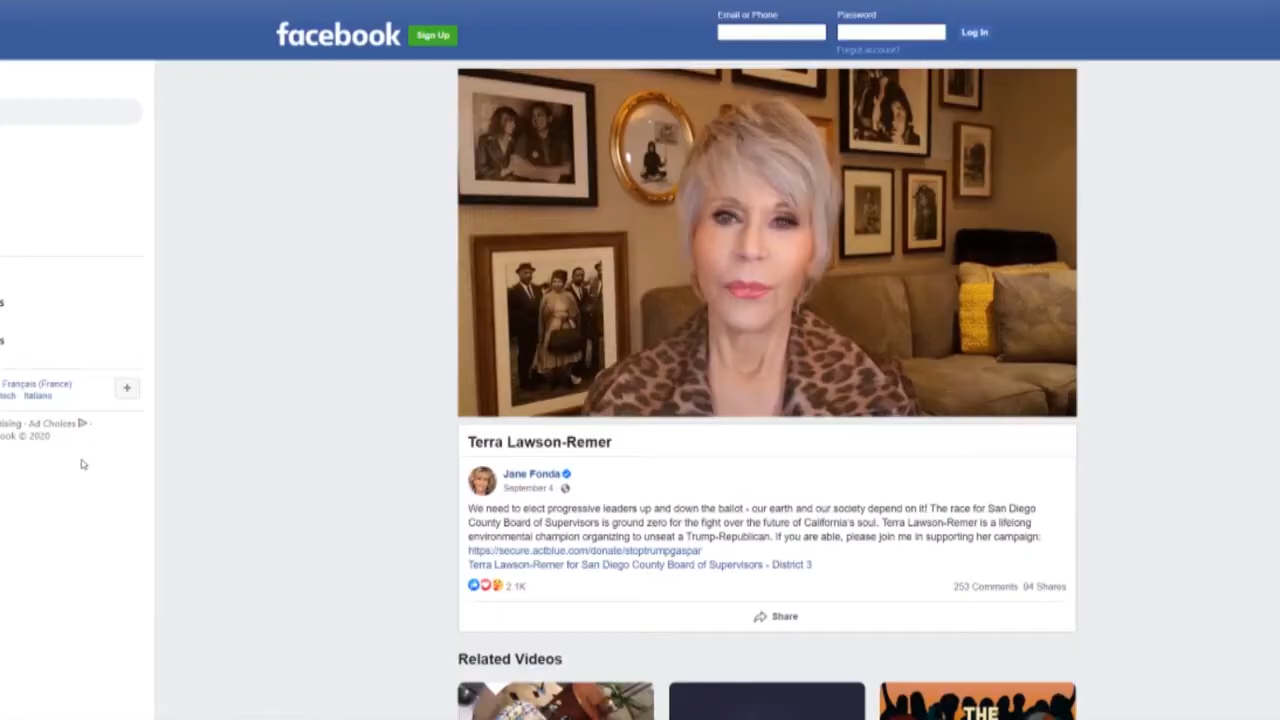 facebook
Sign Up
Email or Phone
Password
Log In
Forgot account?
s
s
Français (France)
tsch Italiano
+
ising · Ad Choices
ook © 2020
Terra Lawson-Remer
Jane Fonda
September 4 ·
We need to elect progressive leaders up and down the ballot - our earth and our society depend on it! The race for San Diego
County Board of Supervisors is ground zero for the fight over the future of California's soul. Terra Lawson-Remer is a lifelong
environmental champion organizing to unseat a Trump-Republican. If you are able, please join me in supporting her campaign:
https://secure.actblue.com/donate/stoptrumpgaspar
Terra Lawson-Remer for San Diego County Board of Supervisors - District 3
2.1K
253 Comments 94 Shares
Share
Related Videos
THE